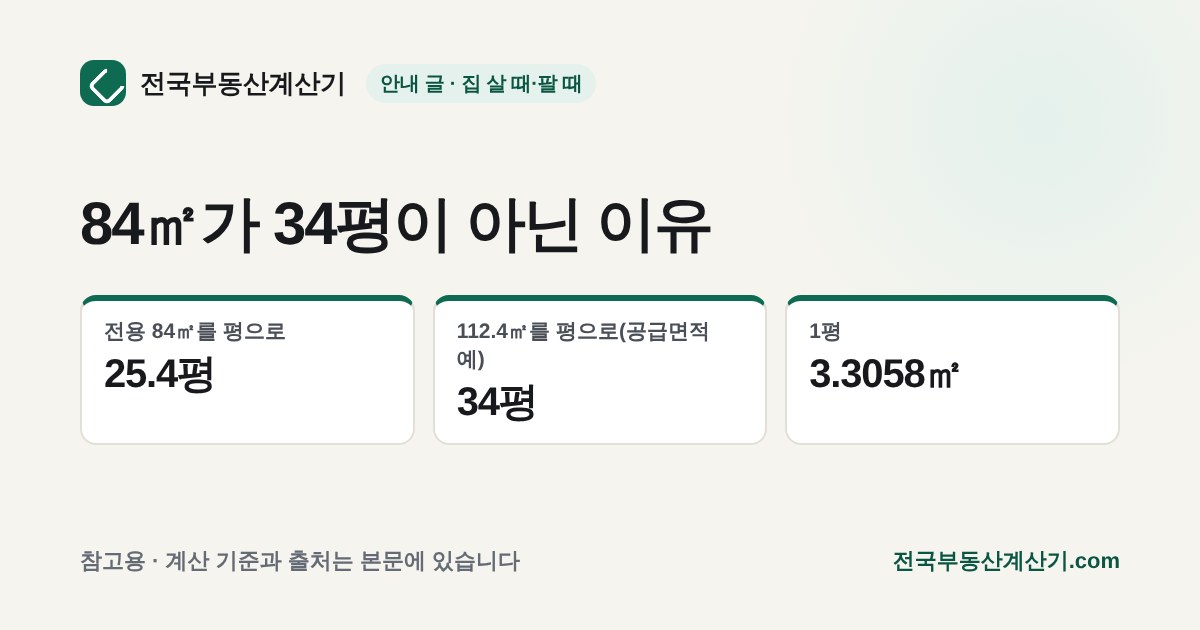 전국부동산계산기
안내 글 · 집 살 때·팔 때
84㎡가 34평이 아닌 이유
전용 84㎡를 평으로
25.4평
112.4㎡를 평으로(공급면적
예)
34평
1평
3.3058㎡
참고용 · 계산 기준과 출처는 본문에 있습니다
전국부동산계산기.com